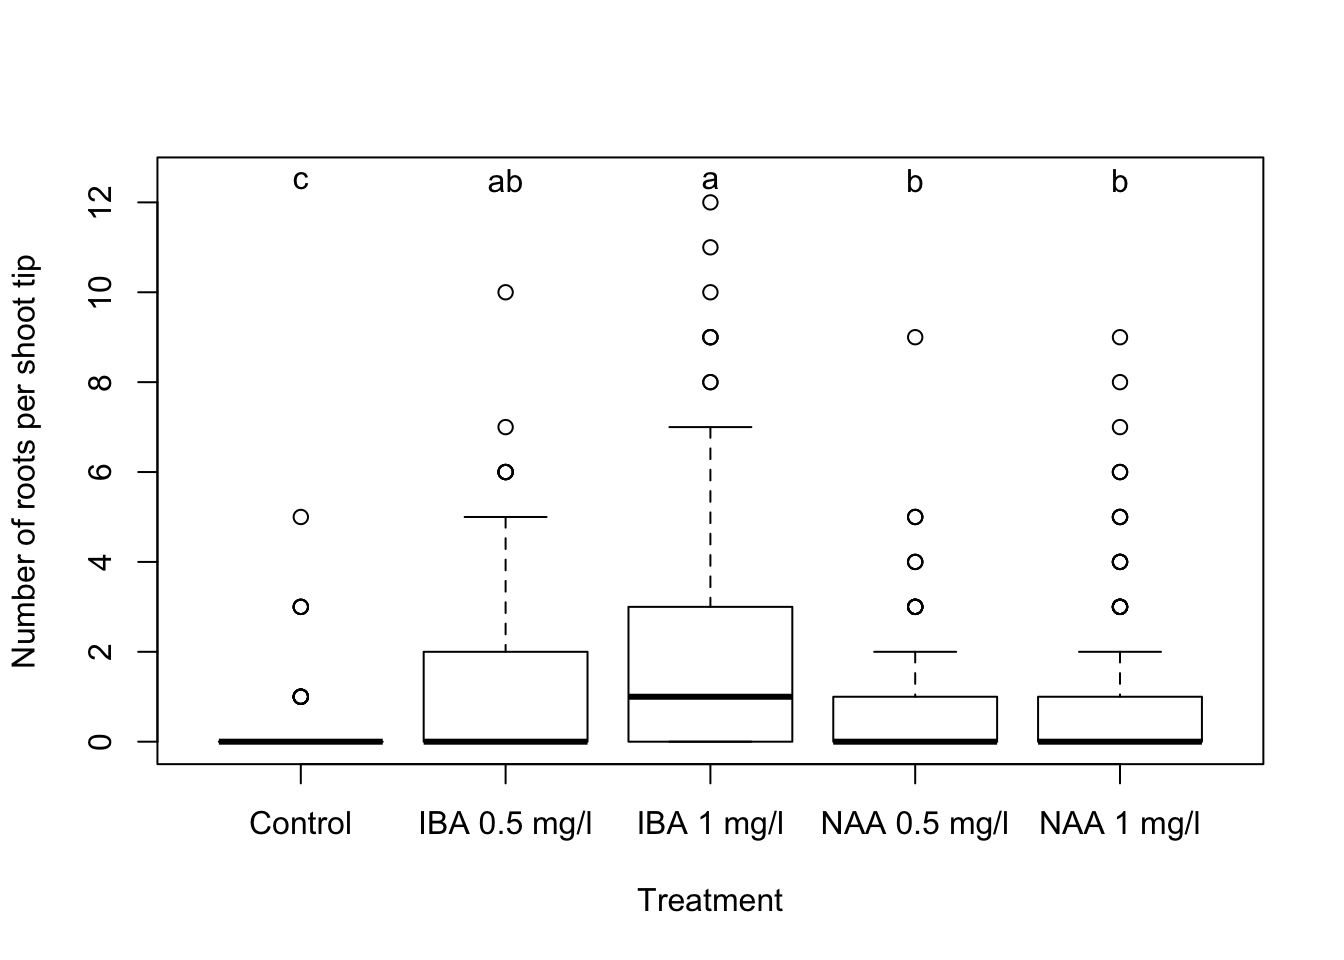 c ab a b b
12
10
8
6
4
2
0
Number of roots per shoot tip
Control IBA 0.5 mg/l IBA 1 mg/l NAA 0.5 mg/l NAA 1 mg/l
Treatment